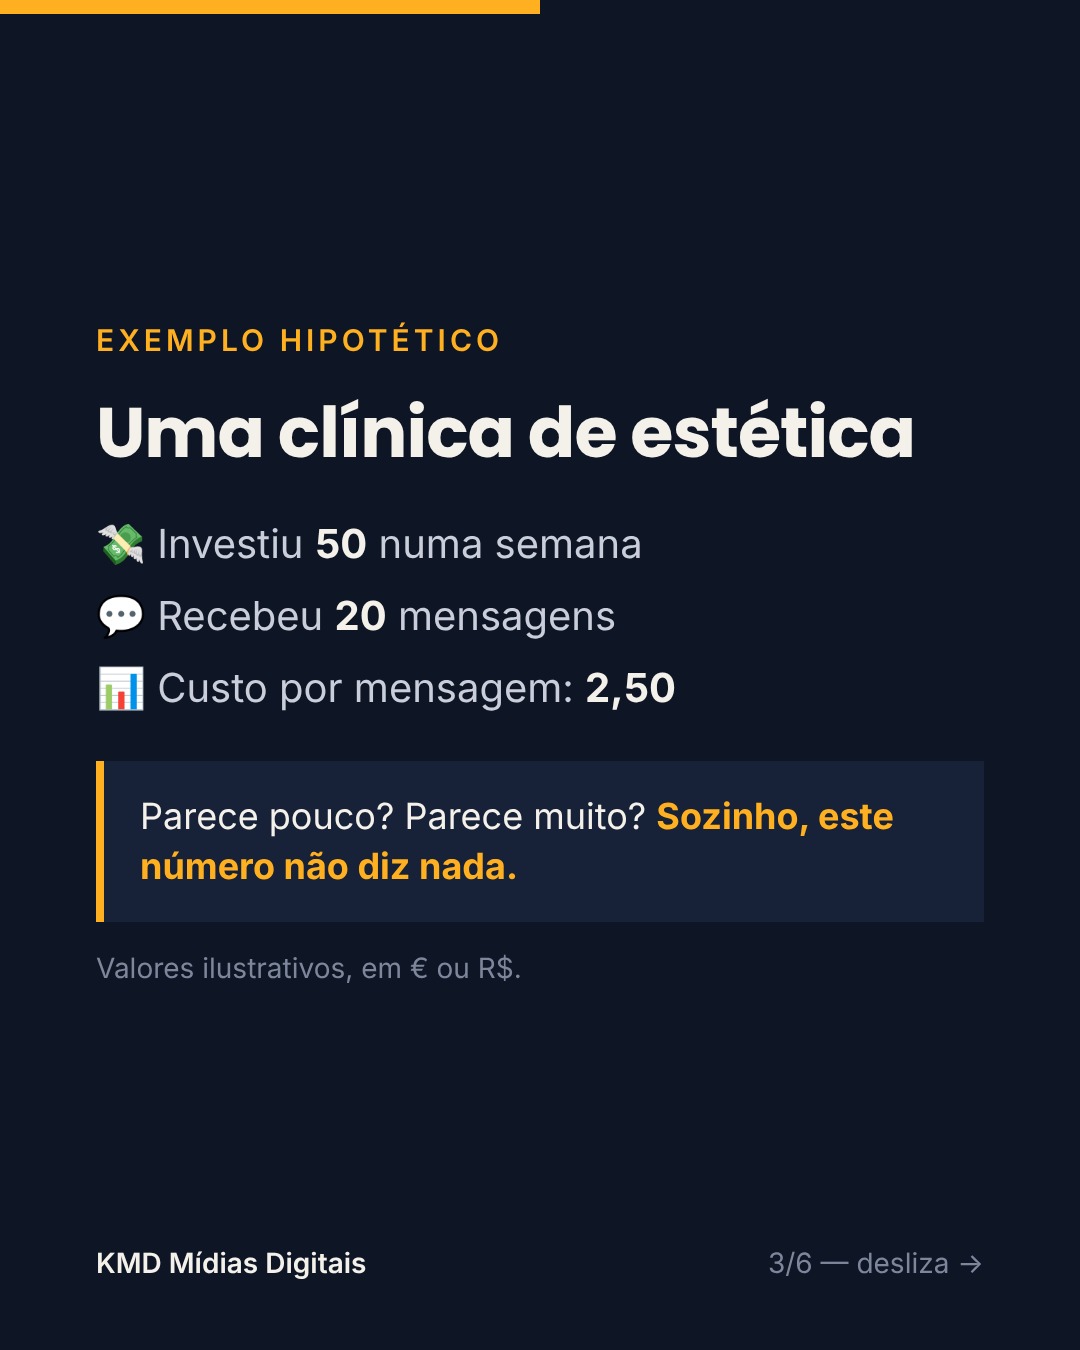 EXEMPLO HIPOTÉTICO
Uma clínica de estética
💸 Investiu 50 numa semana
💬 Recebeu 20 mensagens
📊 Custo por mensagem: 2,50
Parece pouco? Parece muito? Sozinho, este
número não diz nada.
Valores ilustrativos, em € ou R$.
KMD Mídias Digitais
3/6 — desliza →